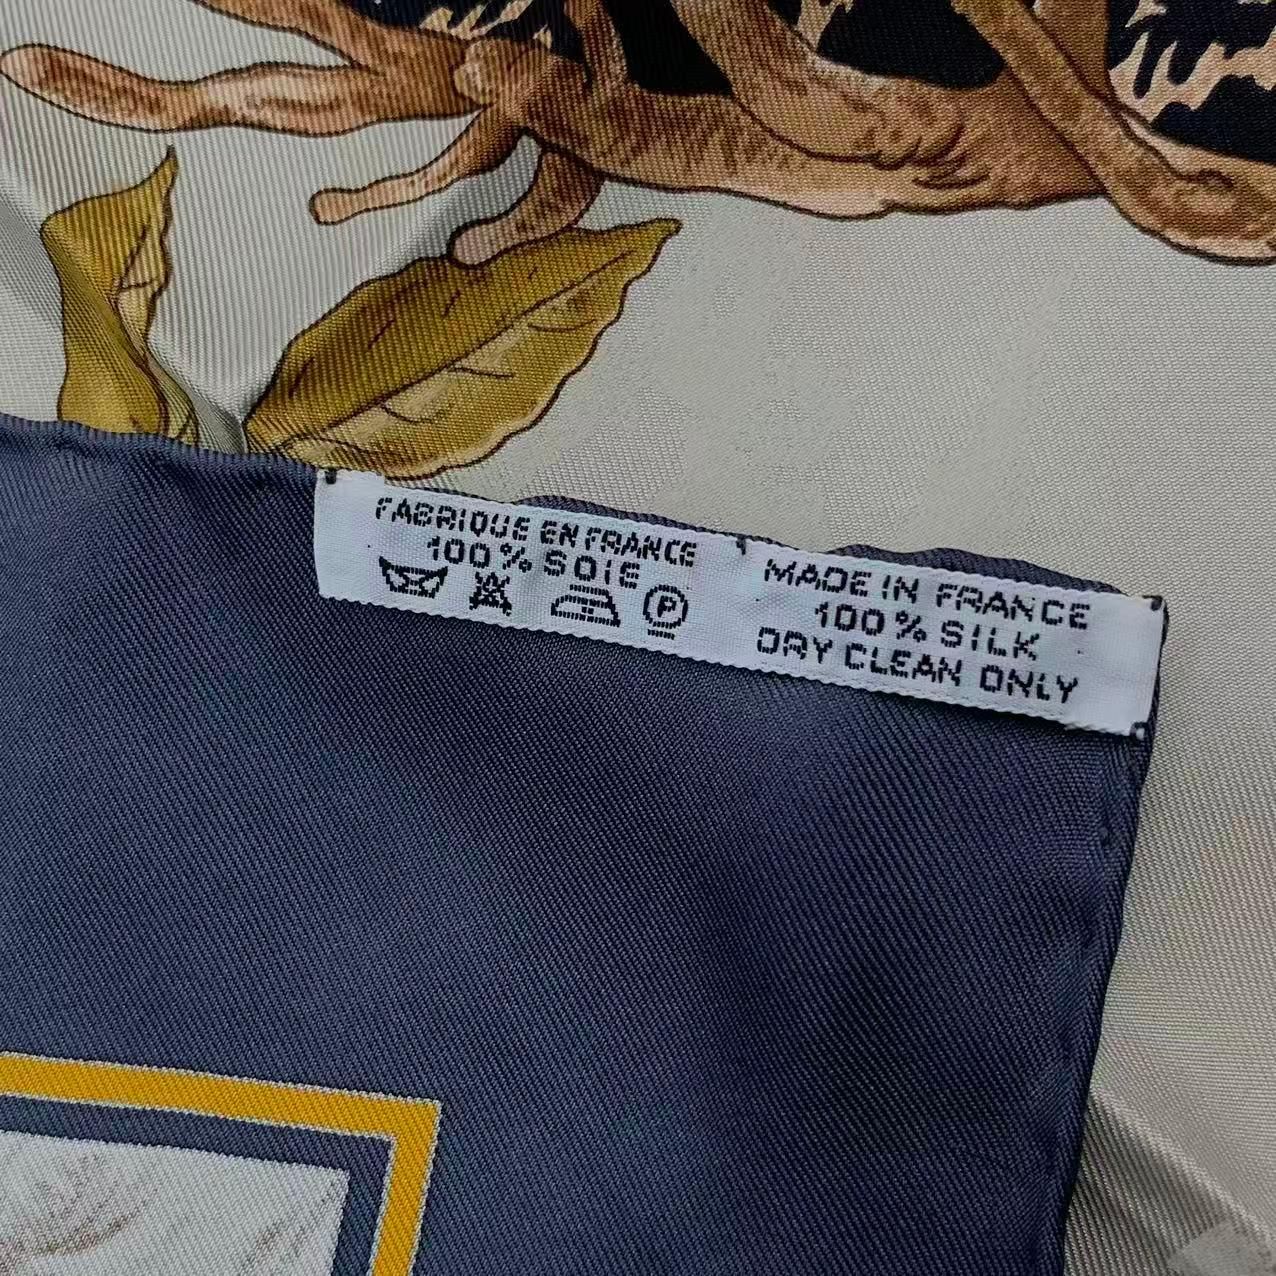 FABRIQUE EN FRANCE
100% SOIE
P
MADE IN FRANCE
100% SILK
DRY CLEAN ONLY